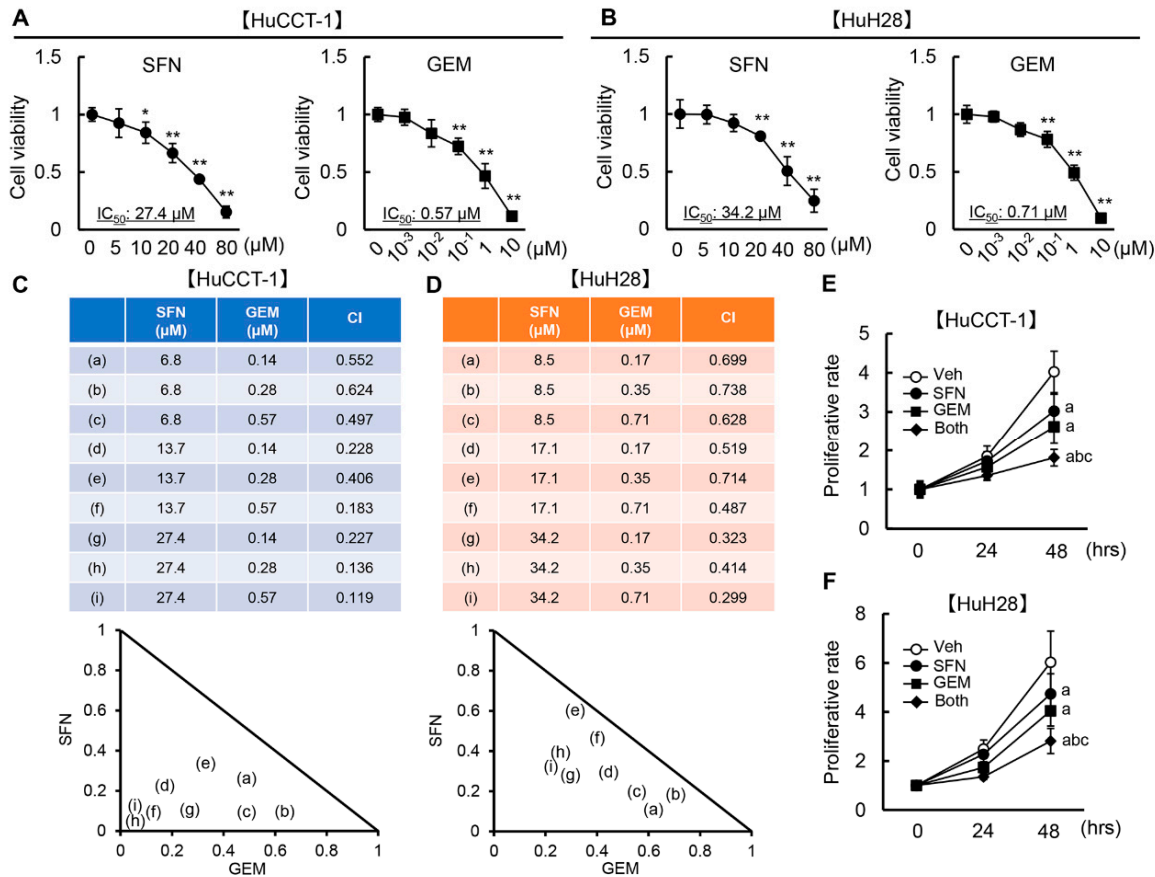 A 【HuCCT-1】
SFN
Cell viability
1.5
1
0.5
0
*
**
**
**
IC50: 27.4 μM
0 5 10 20 40 80 (μM)
GEM
Cell viability
1.5
1
0.5
0
**
**
**
IC50: 0.57 μM
0 10-3 10-2 10-1 1 10 (μM)
B 【HuH28】
SFN
Cell viability
1.5
1
0.5
0
**
**
**
IC50: 34.2 μM
0 5 10 20 40 80 (μM)
GEM
Cell viability
1.5
1
0.5
0
**
**
**
IC50: 0.71 μM
0 10-3 10-2 10-1 1 10 (μM)
C 【HuCCT-1】
SFN (μM) GEM (μM) CI
(a) 6.8 0.14 0.552
(b) 6.8 0.28 0.624
(c) 6.8 0.57 0.497
(d) 13.7 0.14 0.228
(e) 13.7 0.28 0.406
(f) 13.7 0.57 0.183
(g) 27.4 0.14 0.227
(h) 27.4 0.28 0.136
(i) 27.4 0.57 0.119
SFN
1
0.8
0.6
0.4
0.2
0
(e)
(a)
(d)
(i)
(f)
(g)
(c)
(b)
(h)
0 0.2 0.4 0.6 0.8 1
GEM
D 【HuH28】
SFN (μM) GEM (μM) CI
(a) 8.5 0.17 0.699
(b) 8.5 0.35 0.738
(c) 8.5 0.71 0.628
(d) 17.1 0.17 0.519
(e) 17.1 0.35 0.714
(f) 17.1 0.71 0.487
(g) 34.2 0.17 0.323
(h) 34.2 0.35 0.414
(i) 34.2 0.71 0.299
SFN
1
0.8
0.6
0.4
0.2
0
(e)
(f)
(h)
(i)
(g)
(d)
(c)
(b)
(a)
0 0.2 0.4 0.6 0.8 1
GEM
E 【HuCCT-1】
Proliferative rate
5
4
3
2
1
0
Veh
SFN
GEM
Both
a
a
abc
0 24 48 (hrs)
F 【HuH28】
Proliferative rate
8
6
4
2
0
Veh
SFN
GEM
Both
a
a
abc
0 24 48 (hrs)